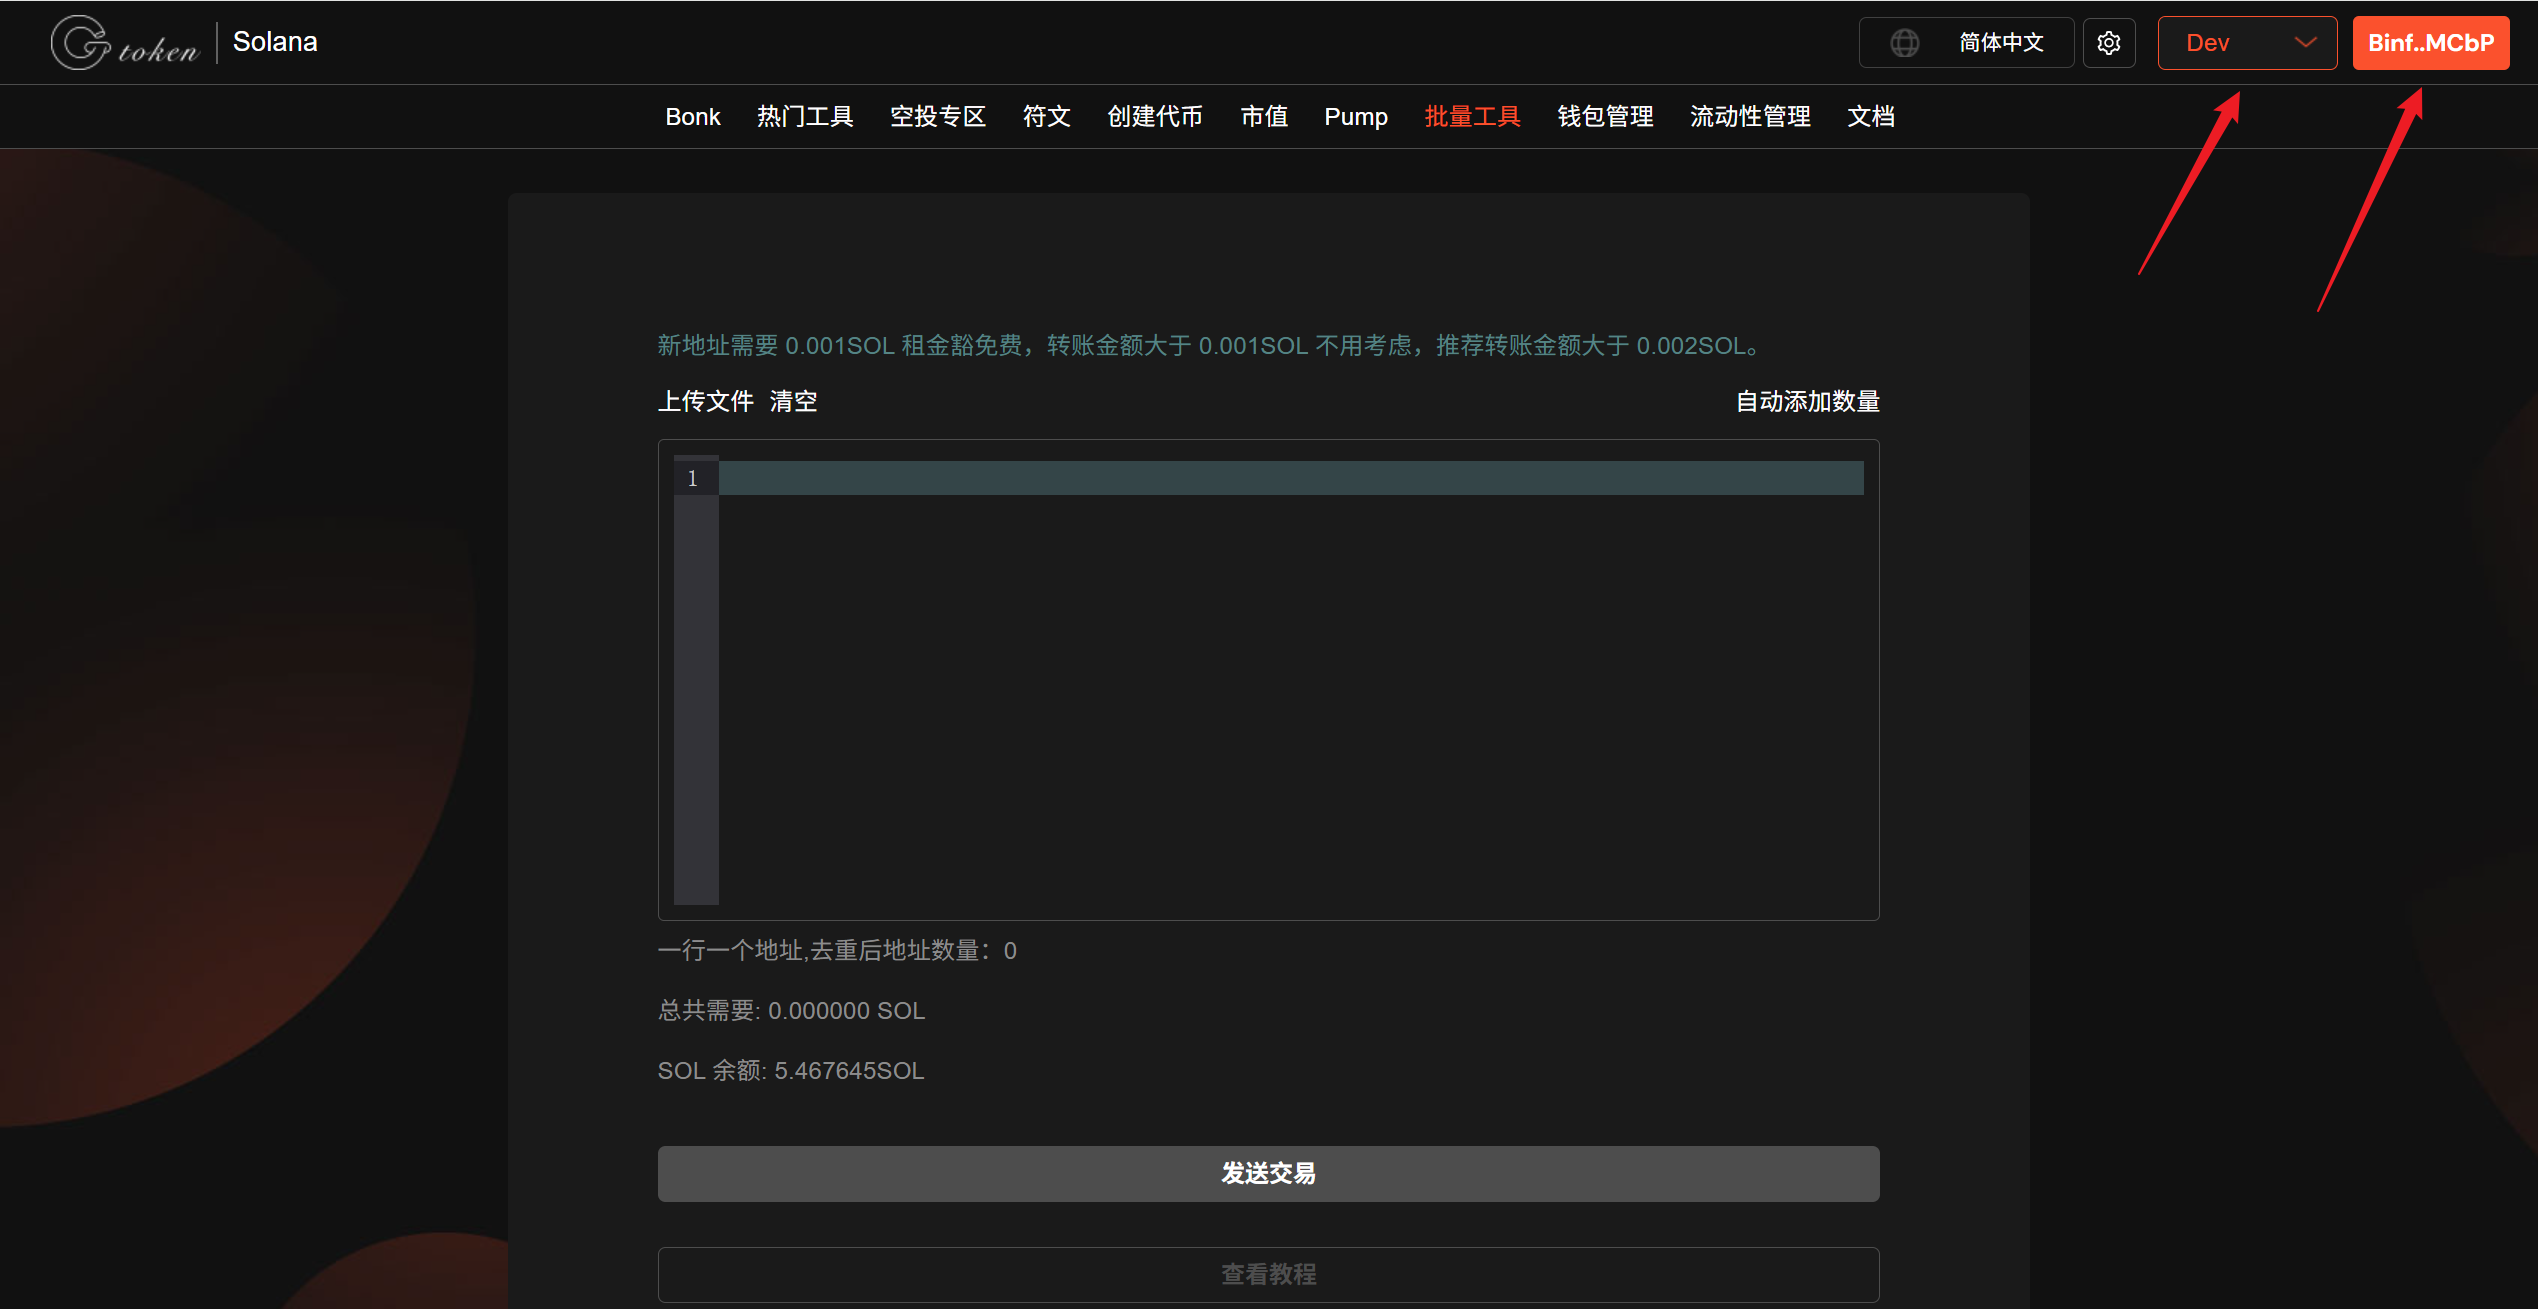 GP token
Solana
简体中文
Dev
Binf..MCbP
Bonk 热门工具 空投专区 符文 创建代币 市值 Pump 批量工具 钱包管理 流动性管理 文档
新地址需要 0.001SOL 租金豁免费，转账金额大于 0.001SOL 不用考虑，推荐转账金额大于 0.002SOL。
上传文件 清空
自动添加数量
1
一行一个地址,去重后地址数量：0
总共需要: 0.000000 SOL
SOL 余额: 5.467645SOL
发送交易
查看教程